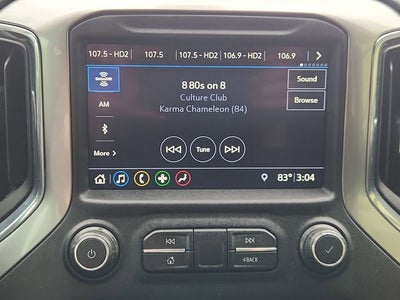 107.5 - HD2 107.5 107.5 - HD2 106.9 - HD2 106.9
SIRIUSXM
AM
More
8 80s on 8
Culture Club
Karma Chameleon (84)
Tune
Sound
Browse
83° 3:04
BACK